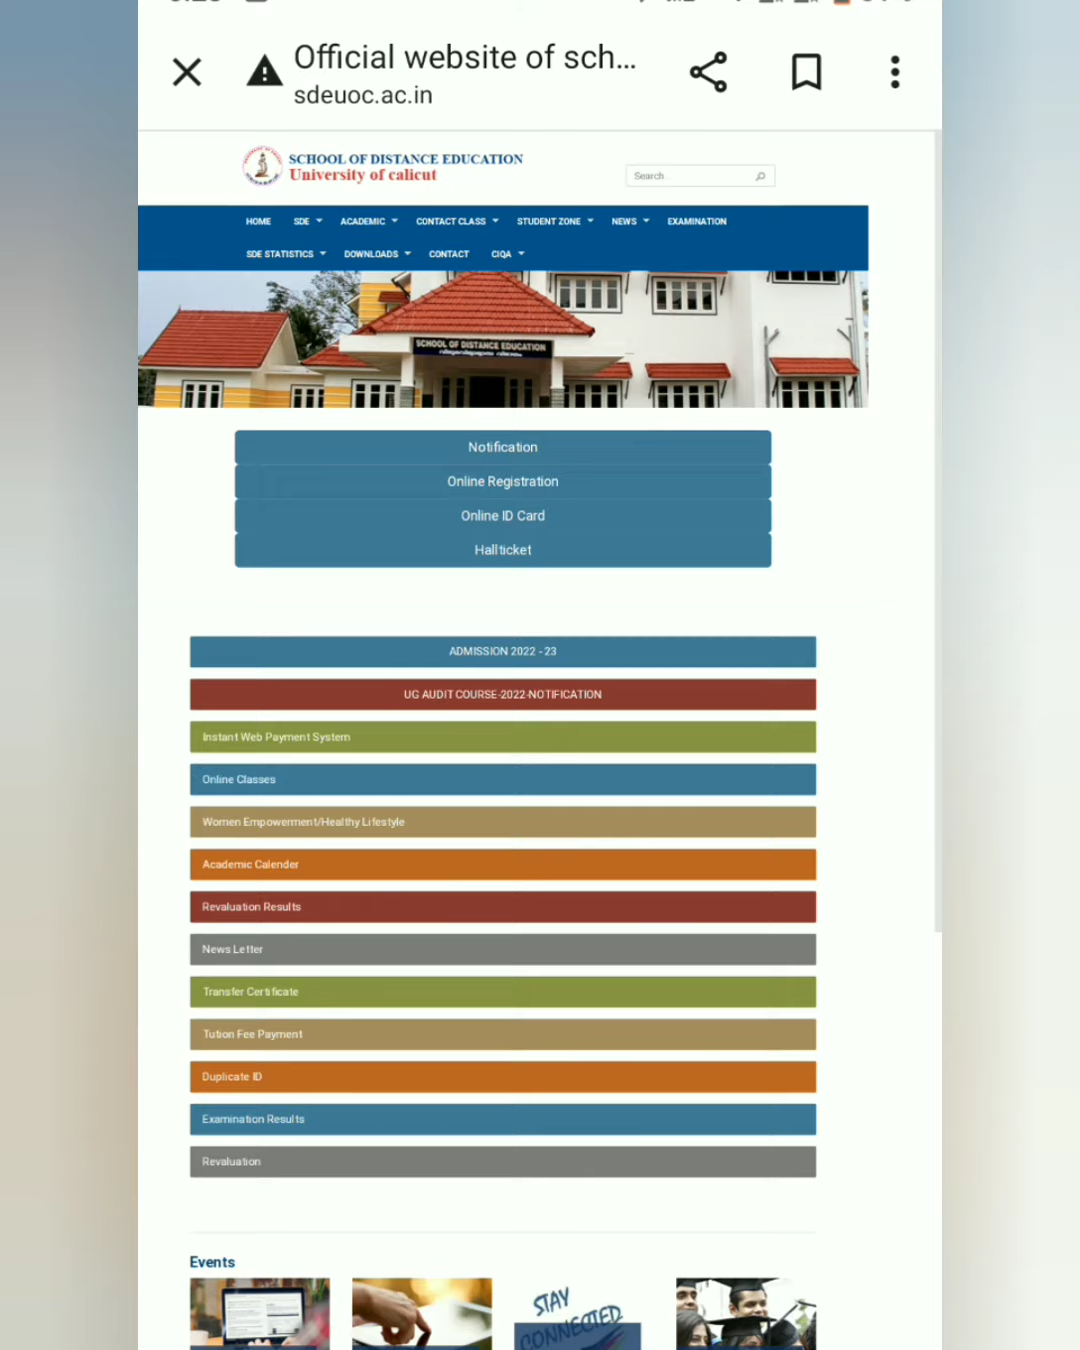 Official website of sch...
sdeuoc.ac.in
SCHOOL OF DISTANCE EDUCATION
University of calicut
Search
HOME SDE ACADEMIC CONTACT CLASS STUDENT ZONE NEWS EXAMINATION
SDE STATISTICS DOWNLOADS CONTACT CIQA
SCHOOL OF DISTANCE EDUCATION
Notification
Online Registration
Online ID Card
Hallticket
ADMISSION 2022 - 23
UG AUDIT COURSE-2022-NOTIFICATION
Instant Web Payment System
Online Classes
Women Empowerment/Healthy Lifestyle
Academic Calender
Revaluation Results
News Letter
Transfer Certificate
Tution Fee Payment
Duplicate ID
Examination Results
Revaluation
Events
STAY
CONNECTED